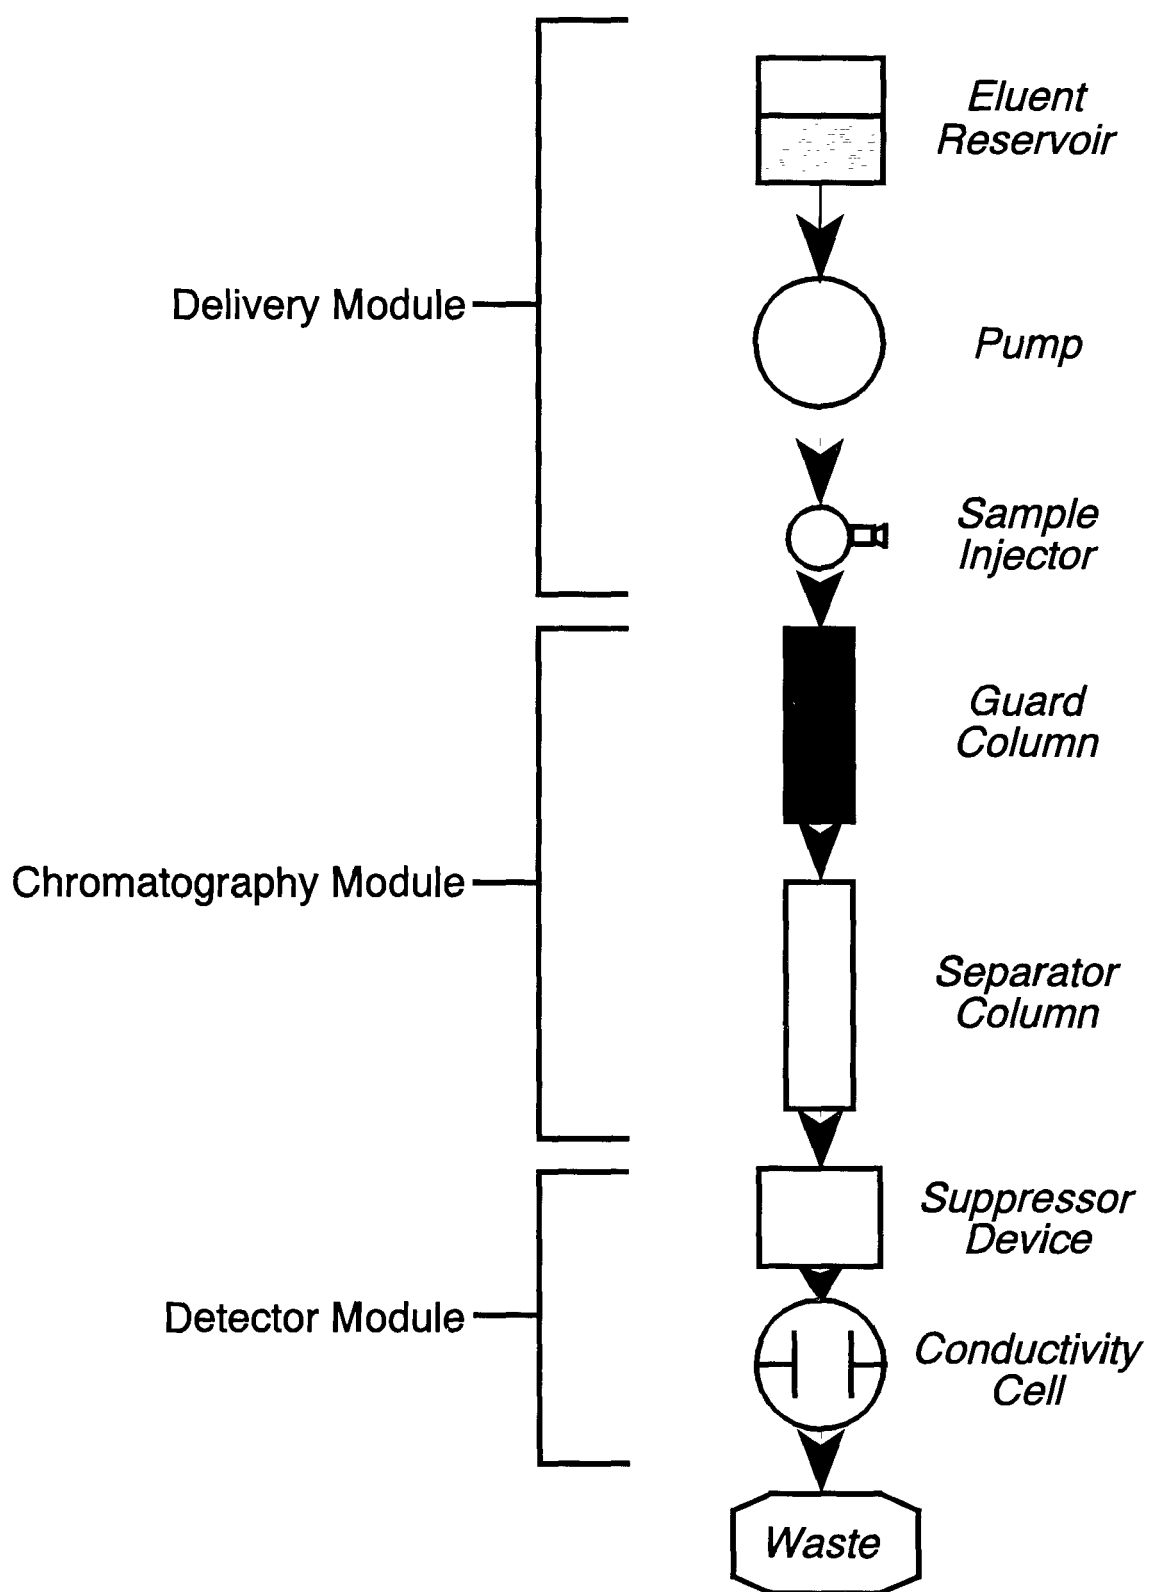 Eluent
Reservoir
Delivery Module
Pump
Sample
Injector
Guard
Column
Chromatography Module
Separator
Column
Suppressor
Device
Detector Module
Conductivity
Cell
Waste